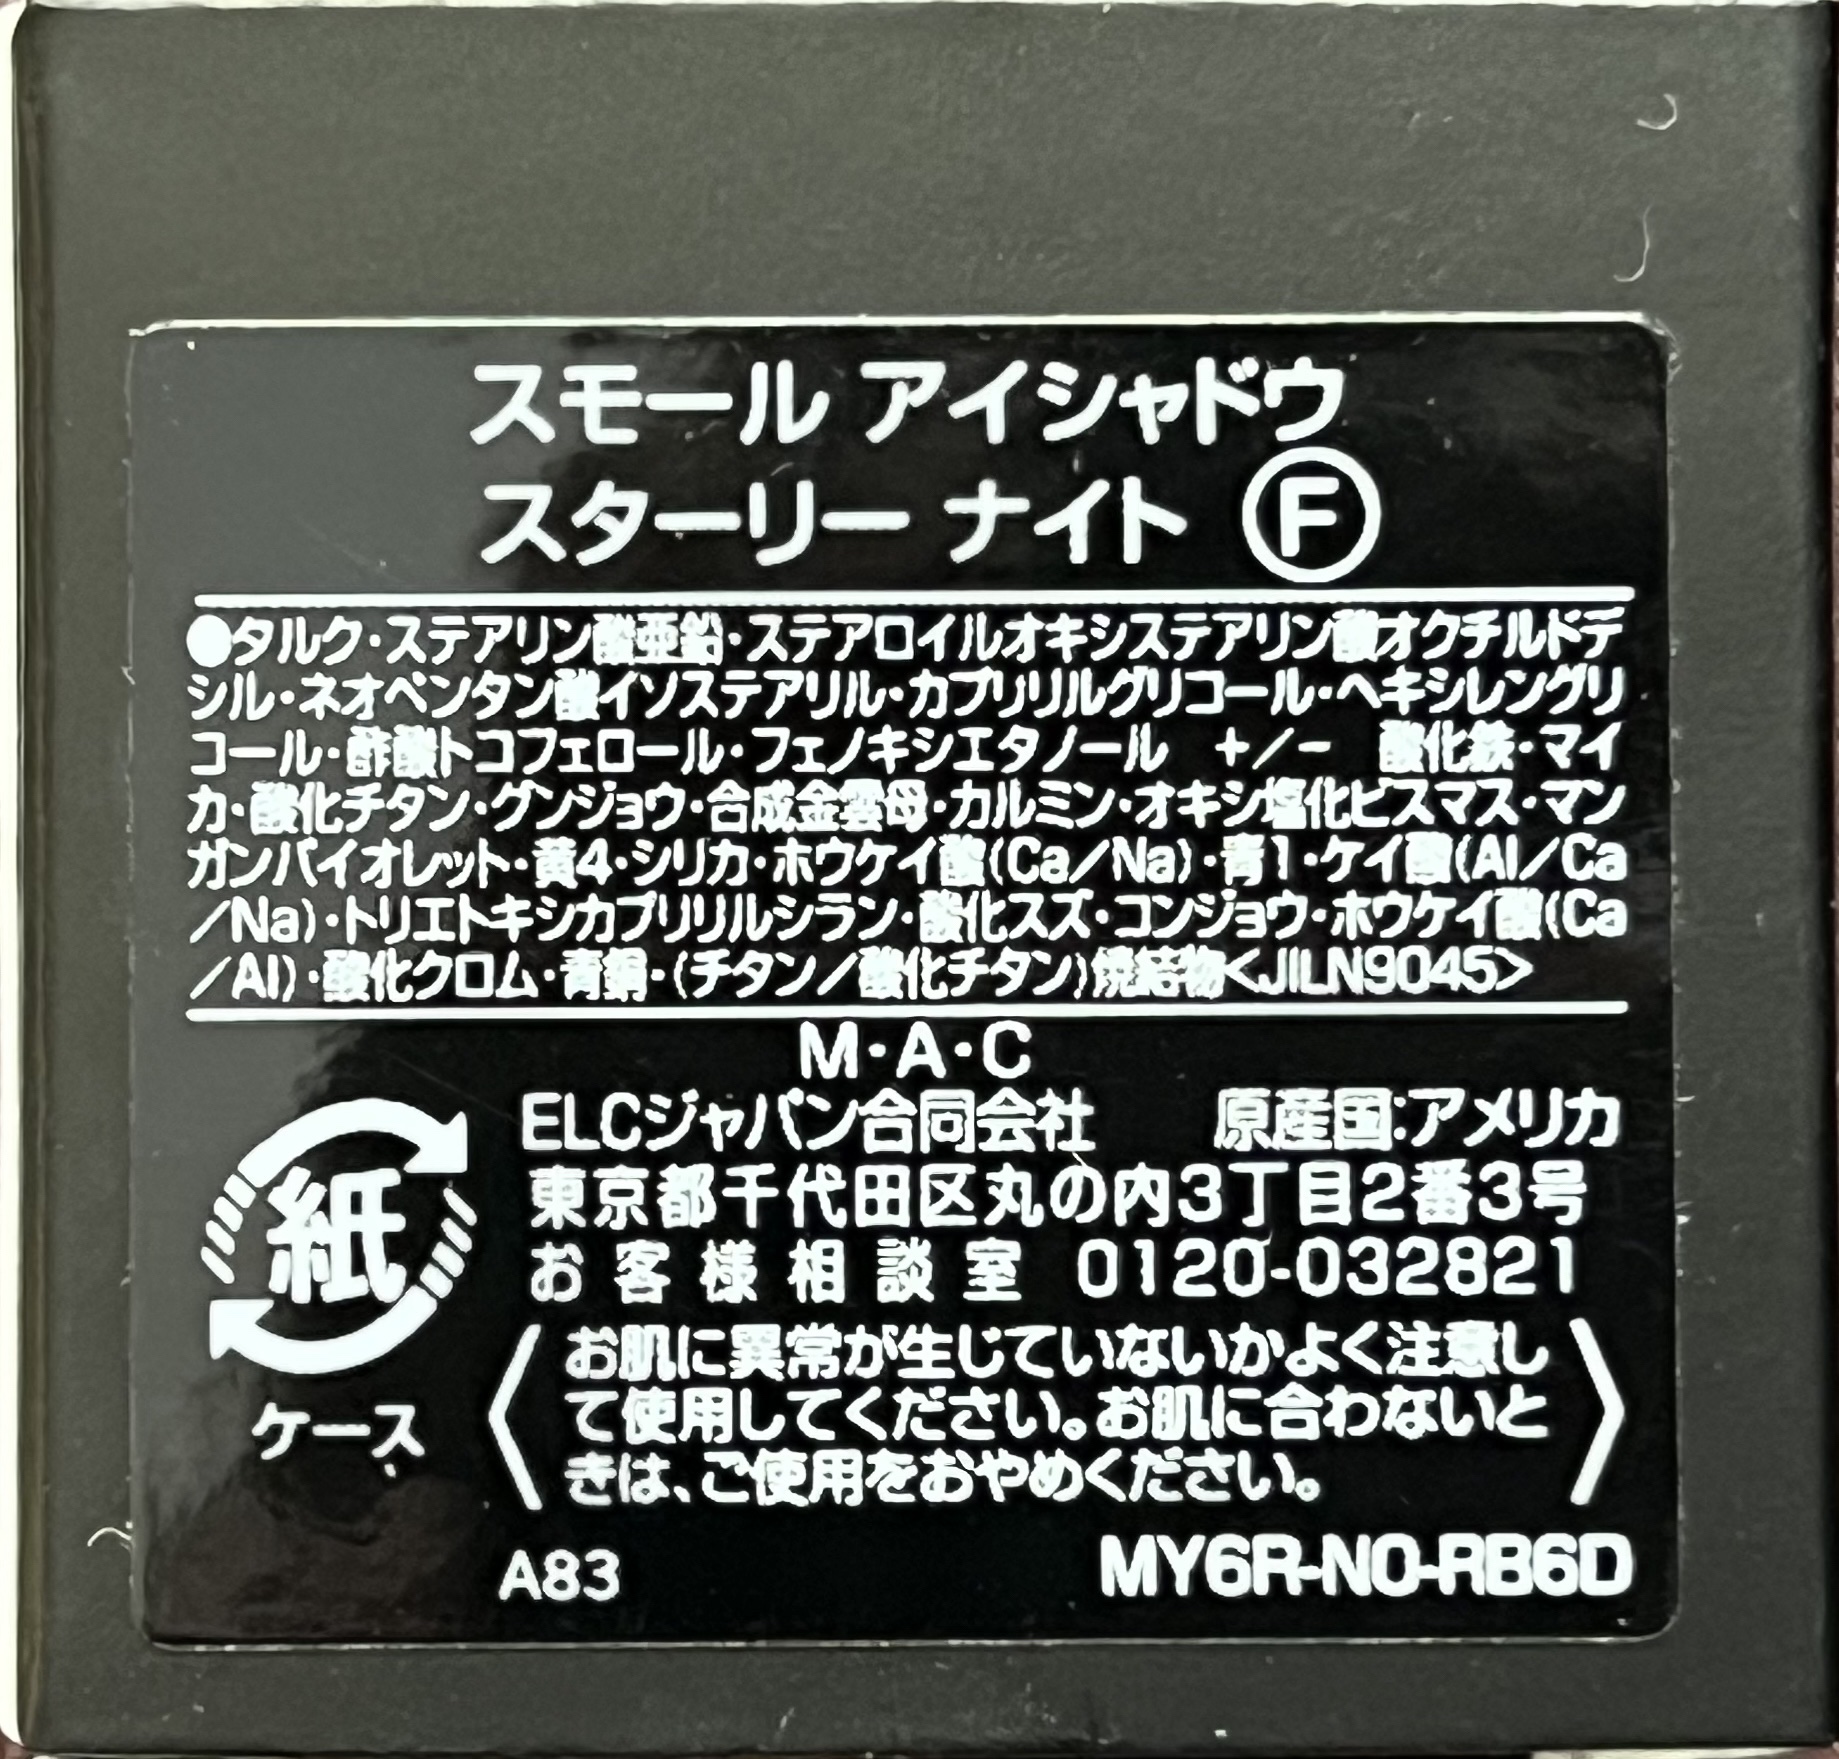 スモール アイシャドウ
スターリー ナイト Ⓕ
●タルク・ステアリン酸亜鉛・ステアロイルオキシステアリン酸オクチルドデ
シル・ネオペンタン酸イソステアリル・カプリリルグリコール・ヘキシレングリ
コール・酢酸トコフェロール・フェノキシエタノール　+/−　酸化鉄・マイ
カ・酸化チタン・グンジョウ・合成金雲母・カルミン・オキシ塩化ビスマス・マン
ガンバイオレット・黄4・シリカ・ホウケイ酸(Ca/Na)・青1・ケイ酸(Al/Ca
/Na)・トリエトキシカプリリルシラン・酸化スズ・コンジョウ・ホウケイ酸(Ca
/Al)・酸化クロム・青銅・(チタン/酸化チタン)焼結物<JILN9045>
M・A・C
ELCジャパン合同会社　原産国:アメリカ
東京都千代田区丸の内3丁目2番3号
お客様相談室 0120-032821
紙
ケース
〈お肌に異常が生じていないかよく注意し
て使用してください。お肌に合わないと
きは、ご使用をおやめください。〉
A83　MY6R-N0-RB6D